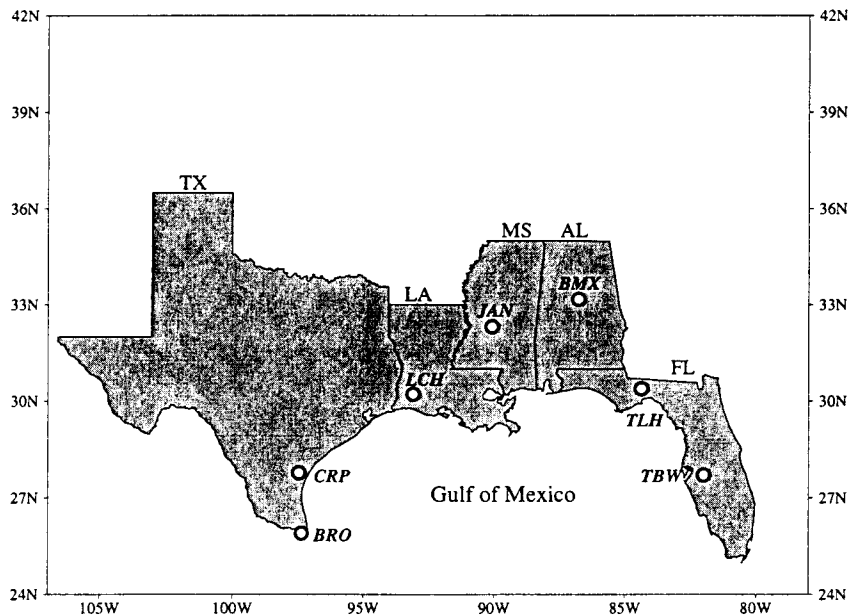 42N 42N
39N 39N
36N 36N
33N 33N
30N 30N
27N 27N
24N 24N
TX
MS AL
LA
FL
BMX
JAN
LCH
TLH
CRP
TBW
BRO
Gulf of Mexico
105W 100W 95W 90W 85W 80W